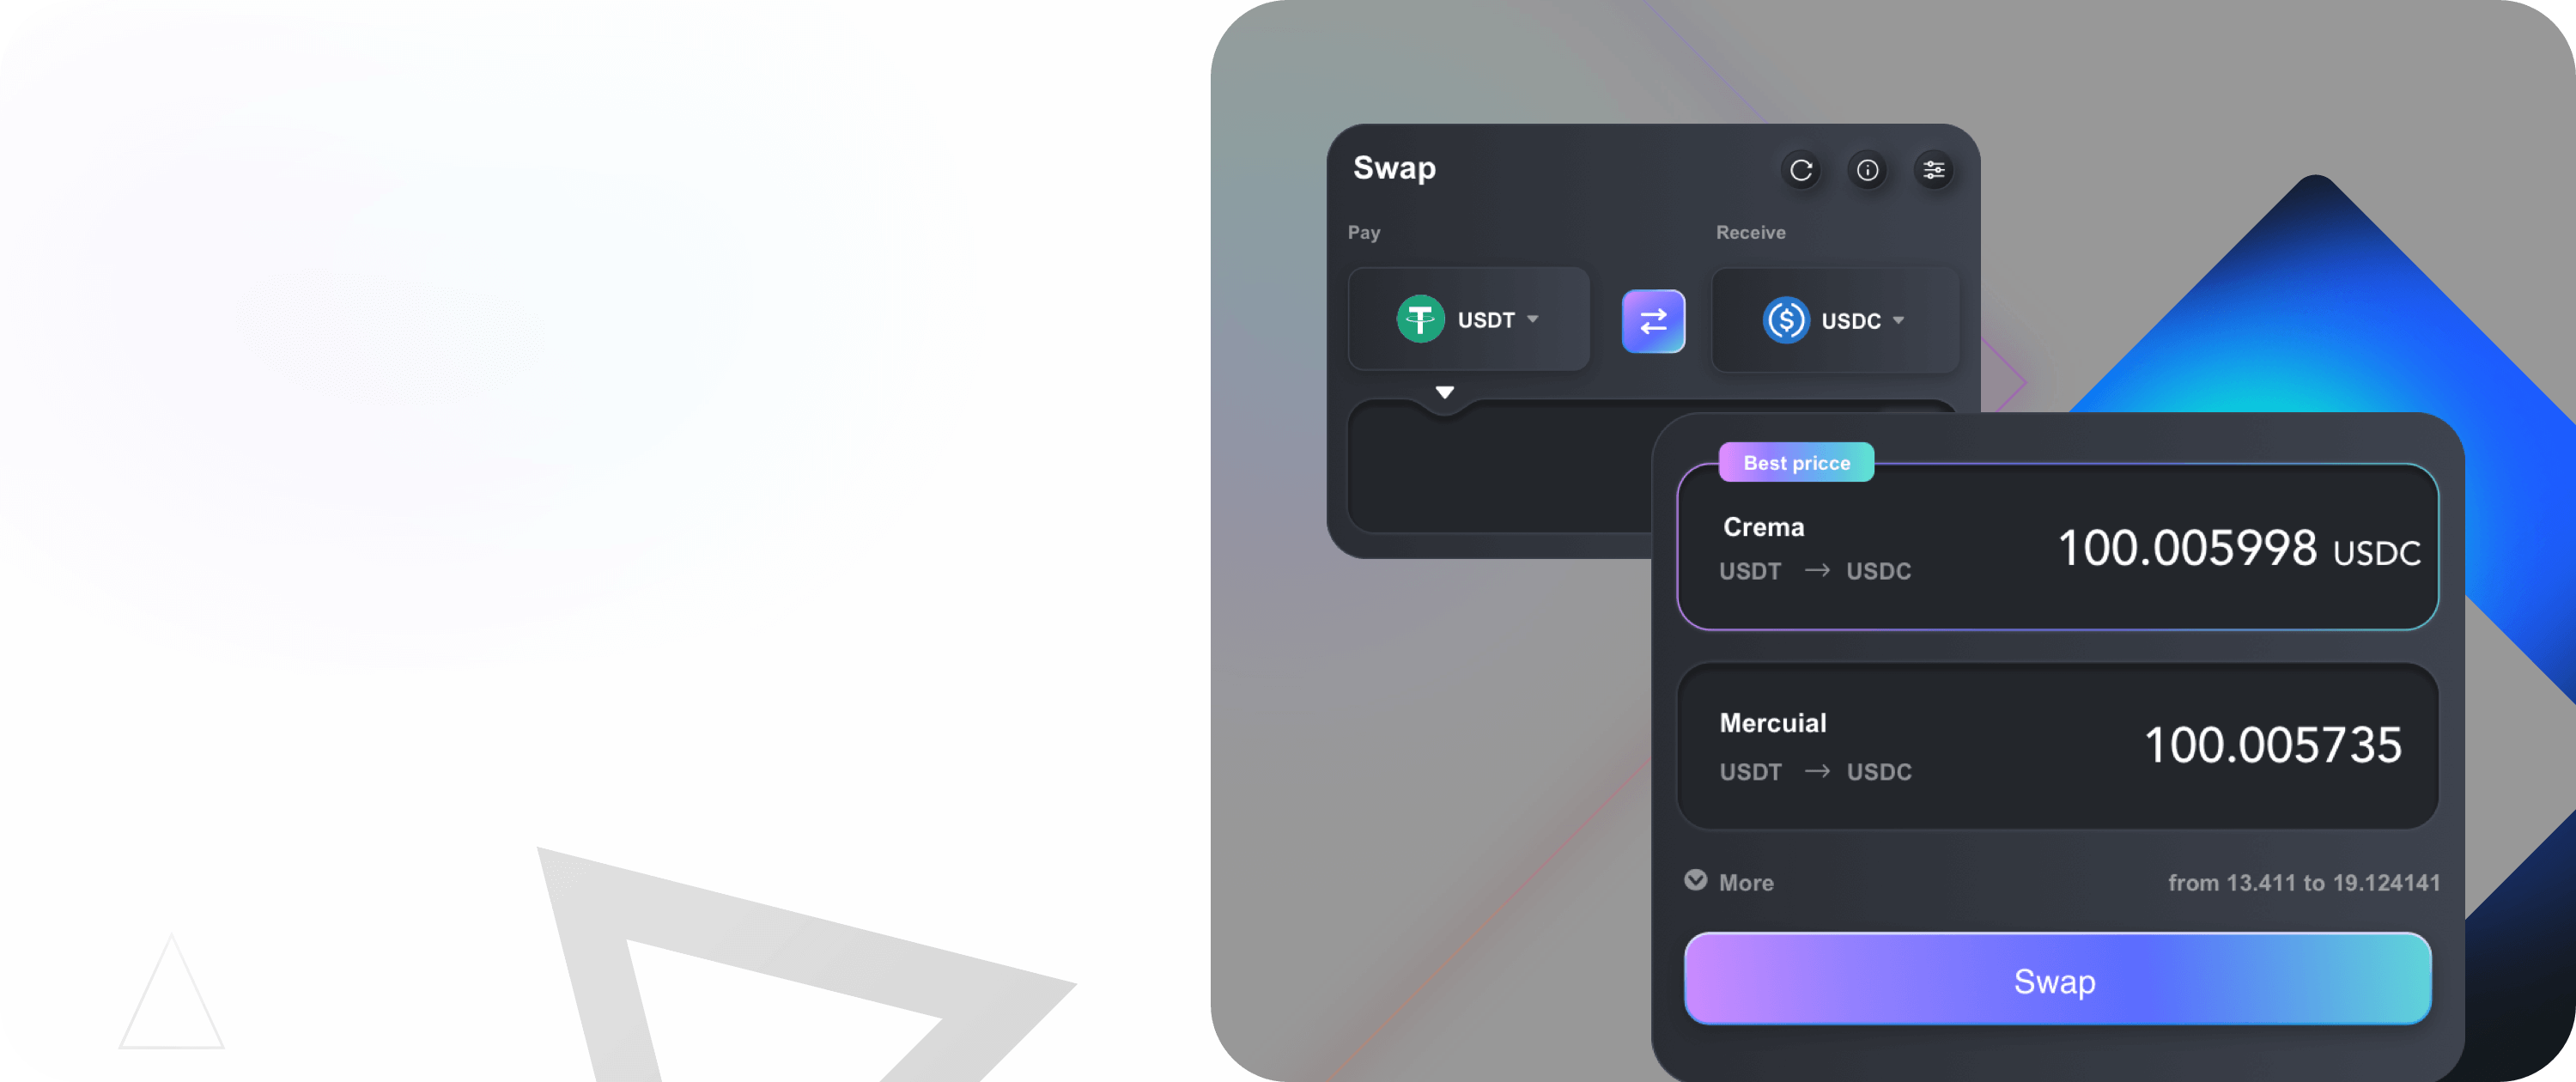 Swap
Pay
Receive
USDT
USDC
Best pricce
Crema
100.005998 USDC
USDT → USDC
Mercuial
100.005735
USDT → USDC
More
from 13.411 to 19.124141
Swap